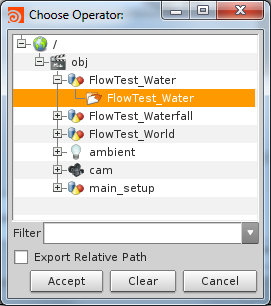 Choose Operator:
/
obj
FlowTest_Water
FlowTest_Water
FlowTest_Waterfall
FlowTest_World
ambient
cam
main_setup
Filter
Export Relative Path
Accept
Clear
Cancel